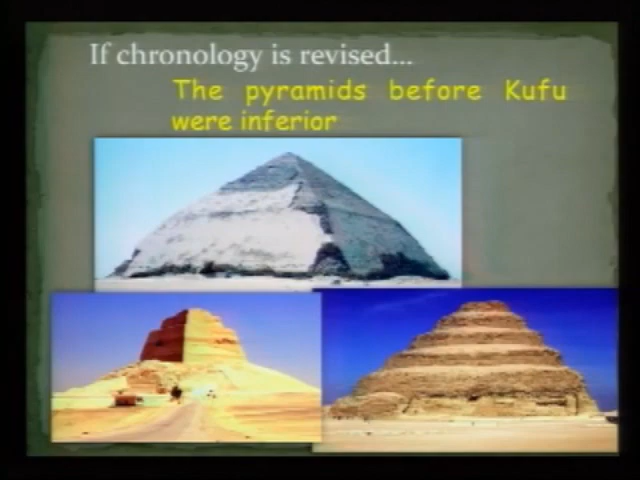 If chronology is revised...
The pyramids before Kufu
were inferior